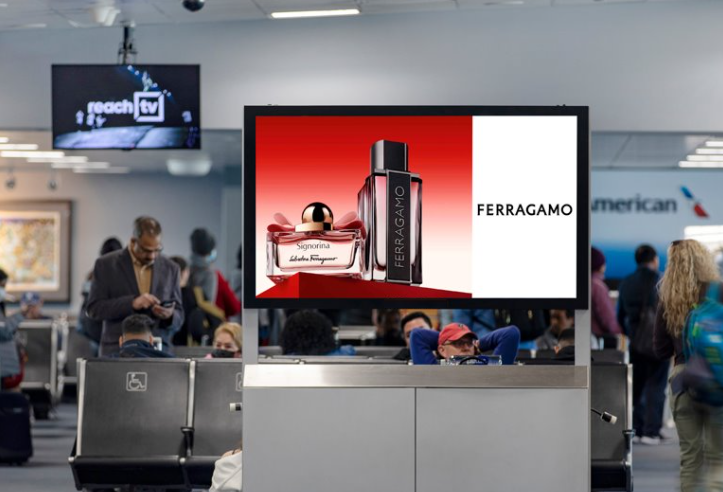 reach tv
Signorina
Salvatore Ferragamo
FERRAGAMO
FERRAGAMO
American